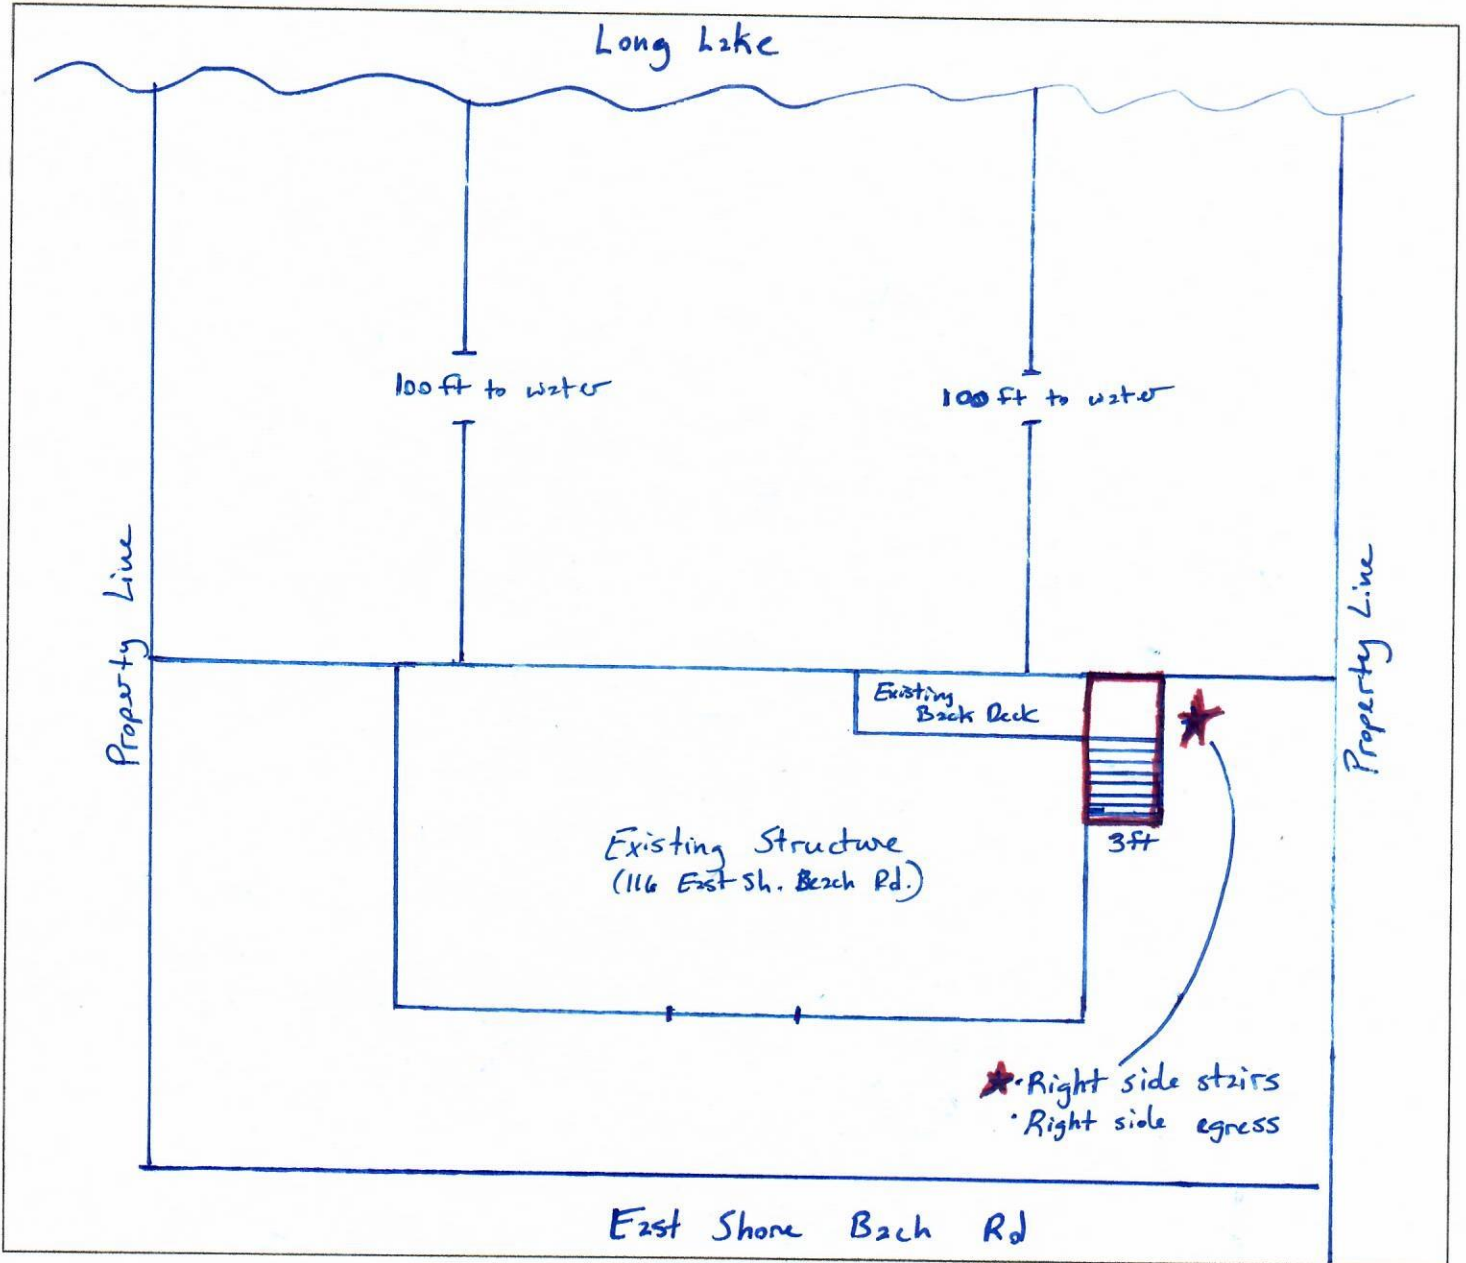 Long Lake
100 ft to water
100 ft to water
Property Line
Property Line
Existing
Back Deck
3ft
Existing Structure
(116 East Sh. Beach Rd.)
·Right side stairs
·Right side egress
East Shore Bach Rd